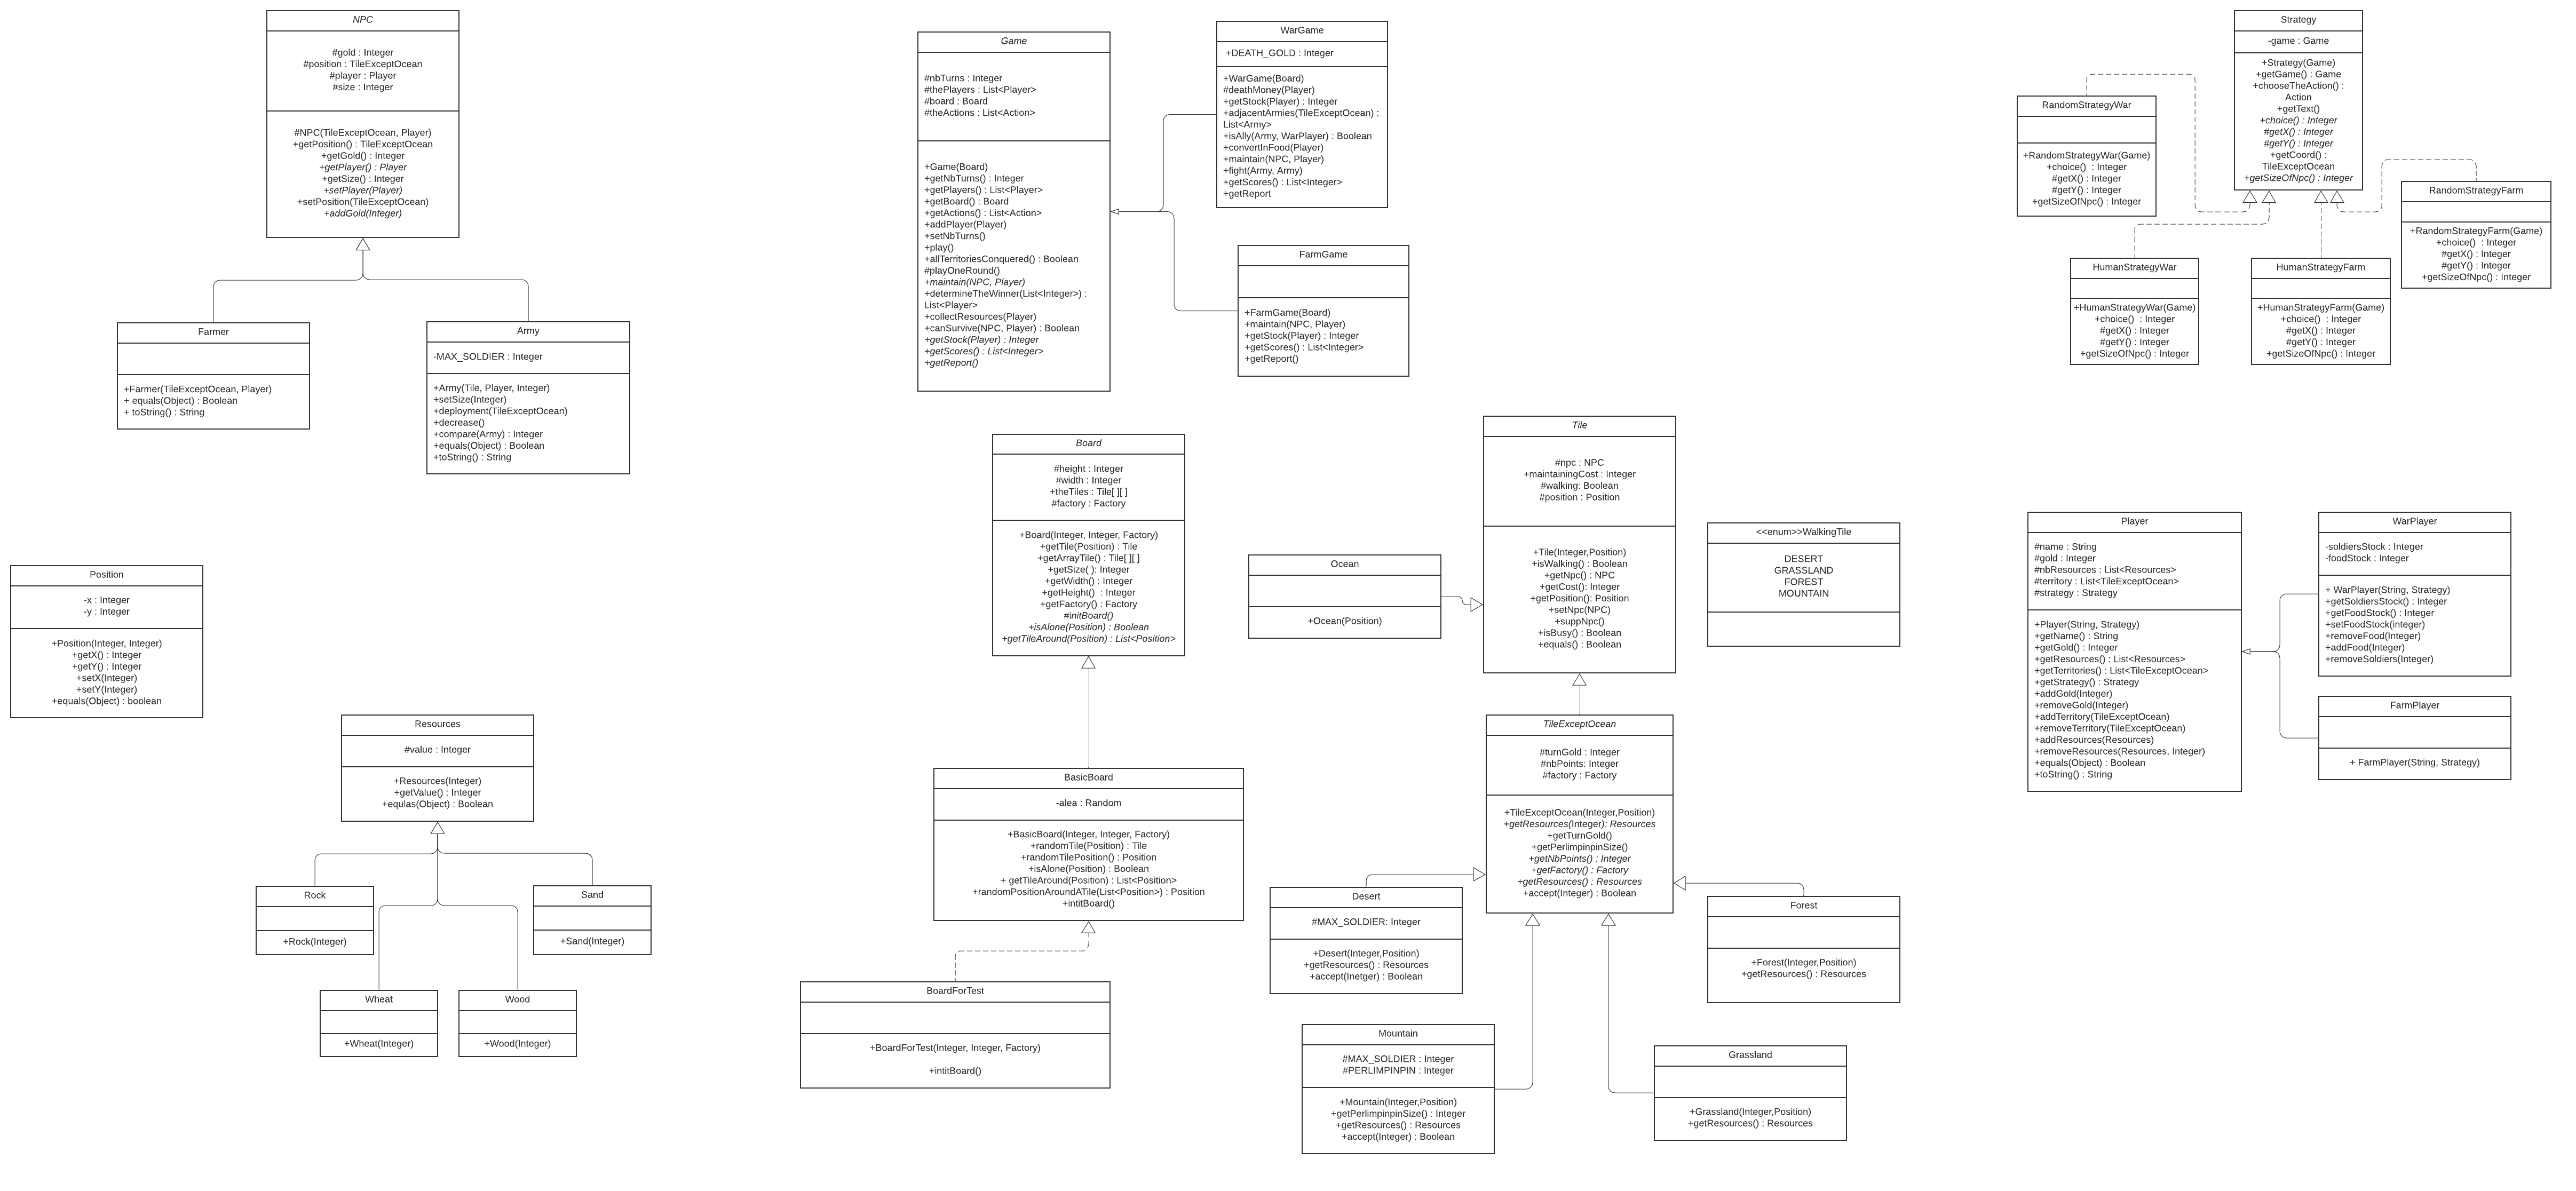 NPC
#gold : Integer
#position : TileExceptOcean
#player : Player
#size : Integer
#NPC(TileExceptOcean, Player)
+getPosition() : TileExceptOcean
+getGold() : Integer
+getPlayer() : Player
+getSize() : Integer
+setPlayer(Player)
+setPosition(TileExceptOcean)
+addGold(Integer)
Farmer
+Farmer(TileExceptOcean, Player)
+ equals(Object) : Boolean
+ toString() : String
Army
-MAX_SOLDIER : Integer
+Army(Tile, Player, Integer)
+setSize(Integer)
+deployment(TileExceptOcean)
+decrease()
+compare(Army) : Integer
+equals(Object) : Boolean
+toString() : String
Position
-x : Integer
-y : Integer
+Position(Integer, Integer)
+getX() : Integer
+getY() : Integer
+setX(Integer)
+setY(Integer)
+equals(Object) : boolean
Resources
#value : Integer
+Resources(Integer)
+getValue() : Integer
+equlas(Object) : Boolean
Rock
+Rock(Integer)
Sand
+Sand(Integer)
Wheat
+Wheat(Integer)
Wood
+Wood(Integer)
Game
#nbTurns : Integer
#thePlayers : List<Player>
#board : Board
#theActions : List<Action>
+Game(Board)
+getNbTurns() : Integer
+getPlayers() : List<Player>
+getBoard() : Board
+getActions() : List<Action>
+addPlayer(Player)
+setNbTurns()
+play()
+allTerritoriesConquered() : Boolean
#playOneRound()
+maintain(NPC, Player)
+determineTheWinner(List<Integer>) :
List<Player>
+collectResources(Player)
+canSurvive(NPC, Player) : Boolean
+getStock(Player) : Integer
+getScores() : List<Integer>
+getReport()
WarGame
+DEATH_GOLD : Integer
+WarGame(Board)
#deathMoney(Player)
+getStock(Player) : Integer
+adjacentArmies(TileExceptOcean) :
List<Army>
+isAlly(Army, WarPlayer) : Boolean
+convertInFood(Player)
+maintain(NPC, Player)
+fight(Army, Army)
+getScores() : List<Integer>
+getReport
FarmGame
+FarmGame(Board)
+maintain(NPC, Player)
+getStock(Player) : Integer
+getScores() : List<Integer>
+getReport()
Board
#height : Integer
#width : Integer
+theTiles : Tile[ ][ ]
#factory : Factory
+Board(Integer, Integer, Factory)
+getTile(Position) : Tile
+getArrayTile() : Tile[ ][ ]
+getSize( ): Integer
+getWidth() : Integer
+getHeight()  : Integer
+getFactory() : Factory
#initBoard()
+isAlone(Position) : Boolean
+getTileAround(Position) : List<Position>
BasicBoard
-alea : Random
+BasicBoard(Integer, Integer, Factory)
+randomTile(Position) : Tile
+randomTilePosition() : Position
+isAlone(Position) : Boolean
+ getTileAround(Position) : List<Position>
+randomPositionAroundATile(List<Position>) : Position
+intitBoard()
BoardForTest
+BoardForTest(Integer, Integer, Factory)
+intitBoard()
Tile
#npc : NPC
+maintainingCost : Integer
#walking: Boolean
#position : Position
+Tile(Integer,Position)
+isWalking() : Boolean
+getNpc() : NPC
+getCost(): Integer
+getPosition(): Position
+setNpc(NPC)
+suppNpc()
+isBusy() : Boolean
+equals() : Boolean
Ocean
+Ocean(Position)
<<enum>>WalkingTile
DESERT
GRASSLAND
FOREST
MOUNTAIN
TileExceptOcean
#turnGold : Integer
#nbPoints: Integer
#factory : Factory
+TileExceptOcean(Integer,Position)
+getResources(Integer): Resources
+getTurnGold()
+getPerlimpinpinSize()
+getNbPoints() : Integer
+getFactory() : Factory
+getResources() : Resources
+accept(Integer) : Boolean
Desert
#MAX_SOLDIER: Integer
+Desert(Integer,Position)
+getResources() : Resources
+accept(Inetger) : Boolean
Forest
+Forest(Integer,Position)
+getResources() : Resources
Mountain
#MAX_SOLDIER : Integer
#PERLIMPINPIN : Integer
+Mountain(Integer,Position)
+getPerlimpinpinSize() : Integer
+getResources() : Resources
+accept(Integer) : Boolean
Grassland
+Grassland(Integer,Position)
+getResources() : Resources
Strategy
-game : Game
+Strategy(Game)
+getGame() : Game
+chooseTheAction() :
Action
+getText()
+choice() : Integer
#getX() : Integer
#getY() : Integer
+getCoord() :
TileExceptOcean
+getSizeOfNpc() : Integer
RandomStrategyWar
+RandomStrategyWar(Game)
+choice()  : Integer
#getX() : Integer
#getY() : Integer
+getSizeOfNpc() : Integer
RandomStrategyFarm
+RandomStrategyFarm(Game)
+choice()  : Integer
#getX() : Integer
#getY() : Integer
+getSizeOfNpc() : Integer
HumanStrategyWar
+HumanStrategyWar(Game)
+choice()  : Integer
#getX() : Integer
#getY() : Integer
+getSizeOfNpc() : Integer
HumanStrategyFarm
+HumanStrategyFarm(Game)
+choice()  : Integer
#getX() : Integer
#getY() : Integer
+getSizeOfNpc() : Integer
Player
#name : String
#gold : Integer
#nbResources : List<Resources>
#territory : List<TileExceptOcean>
#strategy : Strategy
+Player(String, Strategy)
+getName() : String
+getGold() : Integer
+getResources() : List<Resources>
+getTerritories() : List<TileExceptOcean>
+getStrategy() : Strategy
+addGold(Integer)
+removeGold(Integer)
+addTerritory(TileExceptOcean)
+removeTerritory(TileExceptOcean)
+addResources(Resources)
+removeResources(Resources, Integer)
+equals(Object) : Boolean
+toString() : String
WarPlayer
-soldiersStock : Integer
-foodStock : Integer
+ WarPlayer(String, Strategy)
+getSoldiersStock() : Integer
+getFoodStock() : Integer
+setFoodStock(integer)
+removeFood(Integer)
+addFood(Integer)
+removeSoldiers(Integer)
FarmPlayer
+ FarmPlayer(String, Strategy)